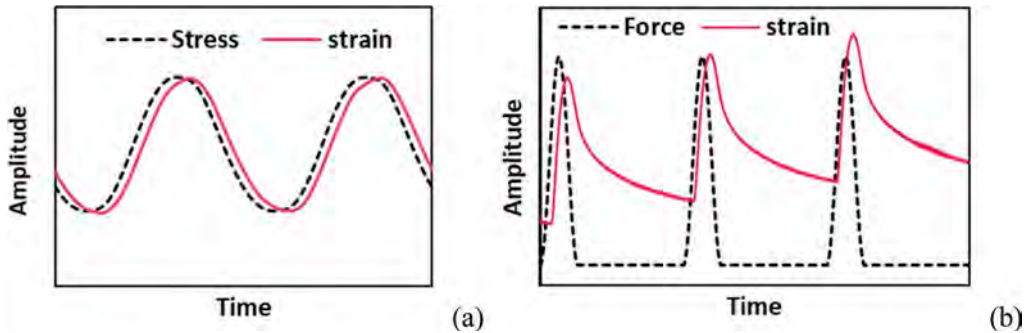 Stress strain
Amplitude
Time
(a)
Force strain
Amplitude
Time
(b)